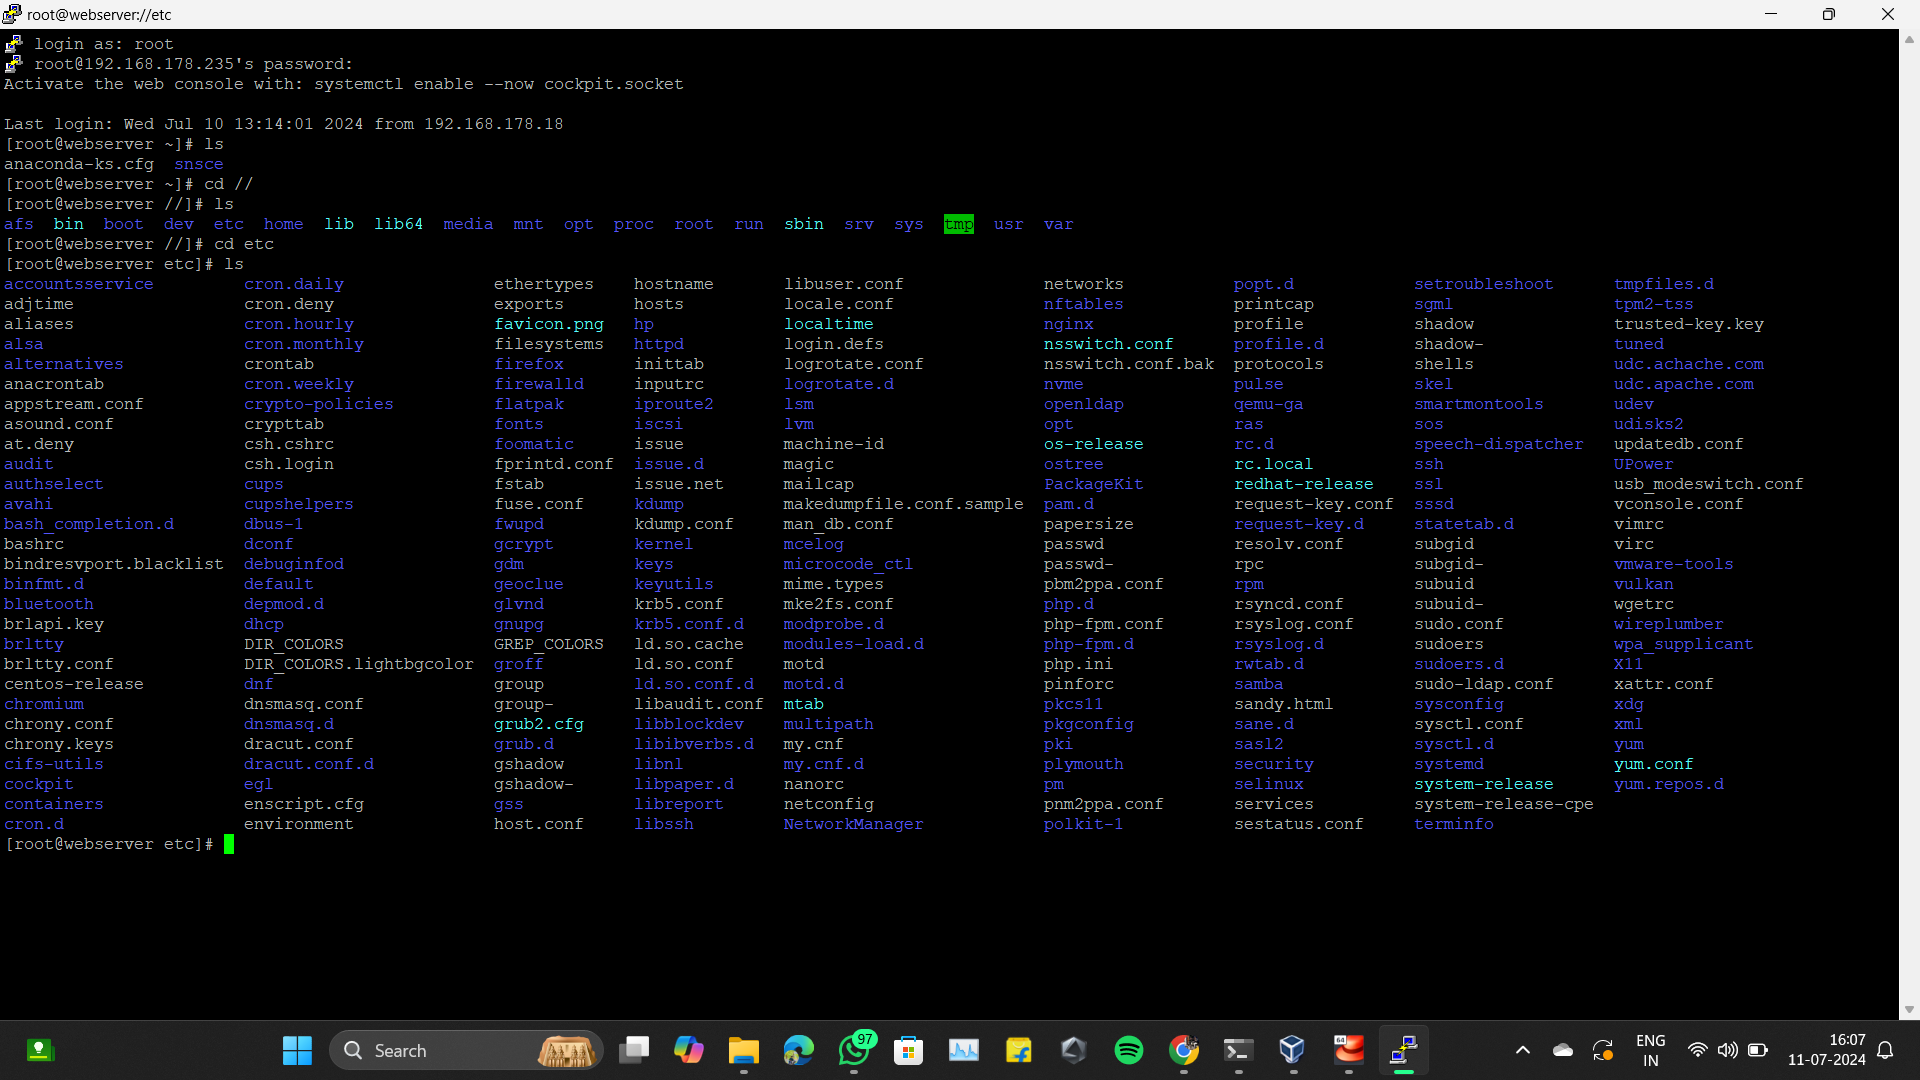 root@webserver://etc
login as: root
root@192.168.178.235's password:
Activate the web console with: systemctl enable --now cockpit.socket
Last login: Wed Jul 10 13:14:01 2024 from 192.168.178.18
[root@webserver ~]# ls
anaconda-ks.cfg  snsce
[root@webserver ~]# cd //
[root@webserver //]# ls
afs  bin  boot  dev  etc  home  lib  lib64  media  mnt  opt  proc  root  run  sbin  srv  sys  tmp  usr  var
[root@webserver //]# cd etc
[root@webserver etc]# ls
accountsservice cron.daily ethertypes hostname libuser.conf networks popt.d setroubleshoot tmpfiles.d
adjtime cron.deny exports hosts locale.conf nftables printcap sgml tpm2-tss
aliases cron.hourly favicon.png hp localtime nginx profile shadow trusted-key.key
alsa cron.monthly filesystems httpd login.defs nsswitch.conf profile.d shadow- tuned
alternatives crontab firefox inittab logrotate.conf nsswitch.conf.bak protocols shells udc.achache.com
anacrontab cron.weekly firewalld inputrc logrotate.d nvme pulse skel udc.apache.com
appstream.conf crypto-policies flatpak iproute2 lsm openldap qemu-ga smartmontools udev
asound.conf crypttab fonts iscsi lvm opt ras sos udisks2
at.deny csh.cshrc foomatic issue machine-id os-release rc.d speech-dispatcher updatedb.conf
audit csh.login fprintd.conf issue.d magic ostree rc.local ssh UPower
authselect cups fstab issue.net mailcap PackageKit redhat-release ssl usb_modeswitch.conf
avahi cupshelpers fuse.conf kdump makedumpfile.conf.sample pam.d request-key.conf sssd vconsole.conf
bash_completion.d dbus-1 fwupd kdump.conf man_db.conf papersize request-key.d statetab.d vimrc
bashrc dconf gcrypt kernel mcelog passwd resolv.conf subgid virc
bindresvport.blacklist debuginfod gdm keys microcode_ctl passwd- rpc subgid- vmware-tools
binfmt.d default geoclue keyutils mime.types pbm2ppa.conf rpm subuid vulkan
bluetooth depmod.d glvnd krb5.conf mke2fs.conf php.d rsyncd.conf subuid- wgetrc
brlapi.key dhcp gnupg krb5.conf.d modprobe.d php-fpm.conf rsyslog.conf sudo.conf wireplumber
brltty DIR_COLORS GREP_COLORS ld.so.cache modules-load.d php-fpm.d rsyslog.d sudoers wpa_supplicant
brltty.conf DIR_COLORS.lightbgcolor groff ld.so.conf motd php.ini rwtab.d sudoers.d X11
centos-release dnf group ld.so.conf.d motd.d pinforc samba sudo-ldap.conf xattr.conf
chromium dnsmasq.conf group- libaudit.conf mtab pkcs11 sandy.html sysconfig xdg
chrony.conf dnsmasq.d grub2.cfg libblockdev multipath pkgconfig sane.d sysctl.conf xml
chrony.keys dracut.conf grub.d libibverbs.d my.cnf pki sasl2 sysctl.d yum
cifs-utils dracut.conf.d gshadow libnl my.cnf.d plymouth security systemd yum.conf
cockpit egl gshadow- libpaper.d nanorc pm selinux system-release yum.repos.d
containers enscript.cfg gss libreport netconfig pnm2ppa.conf services system-release-cpe
cron.d environment host.conf libssh NetworkManager polkit-1 sestatus.conf terminfo
[root@webserver etc]#
Search
97
64
ENG
IN
16:07
11-07-2024